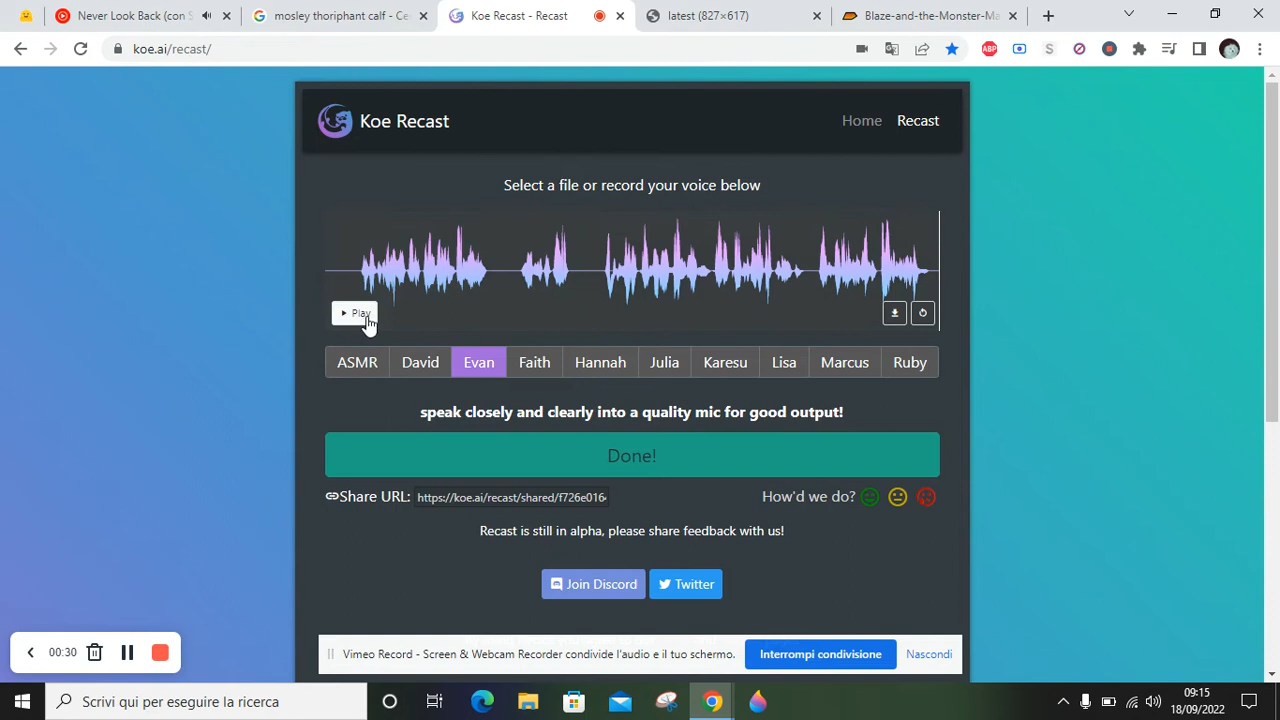 Never Look Back (con S
mosley thoriphant calf - Ce
Koe Recast - Recast
latest (827×617)
Blaze-and-the-Monster-Ma
koe.ai/recast/
ABP
S
Koe Recast
Home
Recast
Select a file or record your voice below
Play
ASMR
David
Evan
Faith
Hannah
Julia
Karesu
Lisa
Marcus
Ruby
speak closely and clearly into a quality mic for good output!
Done!
Share URL:
https://koe.ai/recast/shared/f726e016
How'd we do?
Recast is still in alpha, please share feedback with us!
Join Discord
Twitter
00:30
Vimeo Record - Screen & Webcam Recorder condivide l'audio e il tuo schermo.
Interrompi condivisione
Nascondi
Scrivi qui per eseguire la ricerca
09:15
18/09/2022